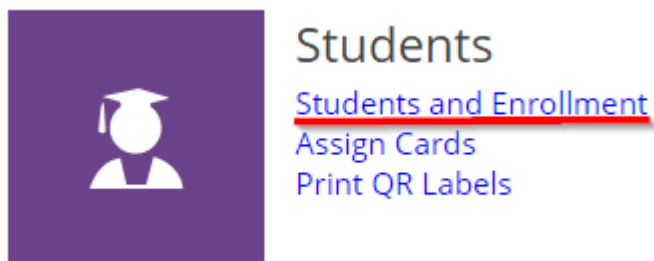 Students
Students and Enrollment
Assign Cards
Print QR Labels